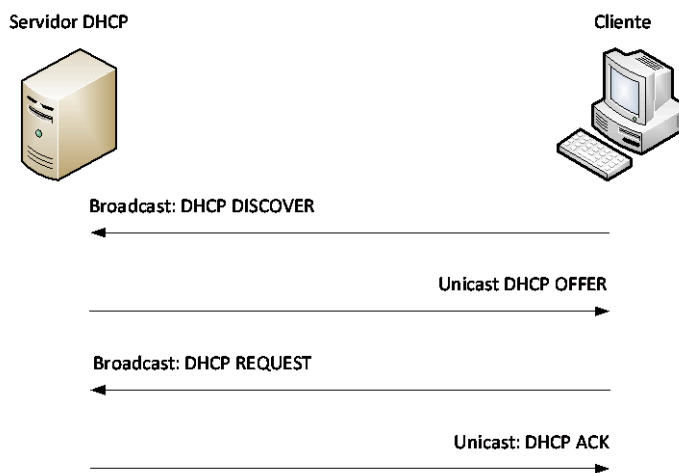 Servidor DHCP
Cliente
Broadcast: DHCP DISCOVER
Unicast DHCP OFFER
Broadcast: DHCP REQUEST
Unicast: DHCP ACK